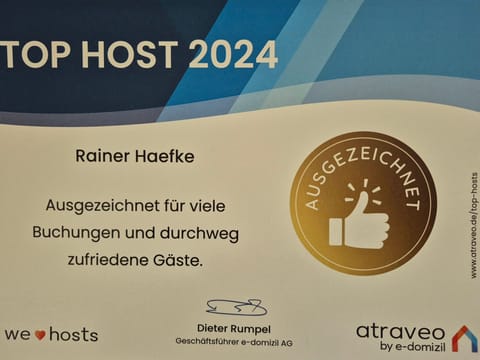 TOP HOST 2024
Rainer Haefke
Ausgezeichnet für viele
Buchungen und durchweg
zufriedene Gäste.
AUSGEZEICHNET
www.atraveo.de/top-hosts
we hosts
Dieter Rumpel
Geschäftsführer e-domizil AG
atraveo
by e-domizil